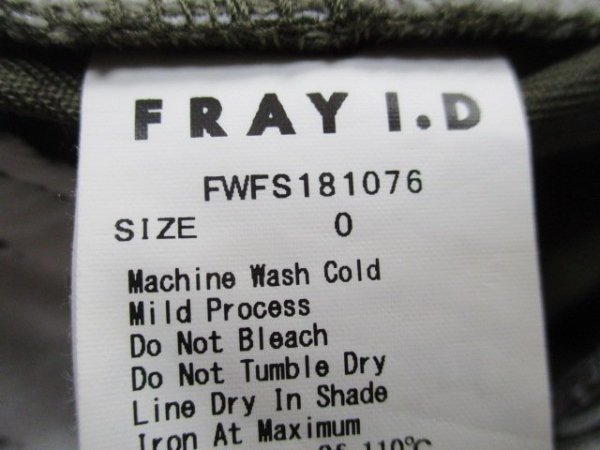 FRAY I.D
FWFS181076
SIZE 0
Machine Wash Cold
Mild Process
Do Not Bleach
Do Not Tumble Dry
Line Dry In Shade
Iron At Maximum
110℃